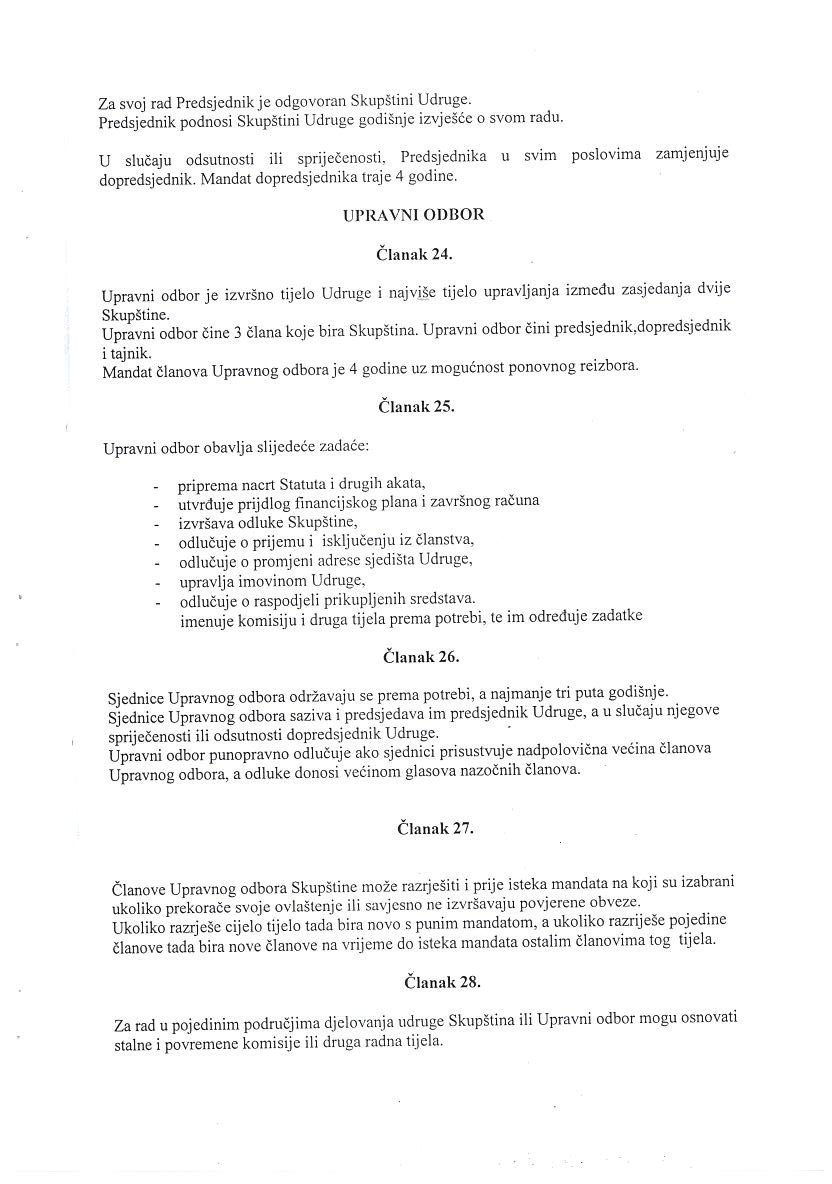 Za svoj rad Predsjednik je odgovoran Skupštini Udruge.
Predsjednik podnosi Skupštini Udruge godišnje izvješće o svom radu.
U slučaju odsutnosti ili spriječenosti, Predsjednika u svim poslovima zamjenjuje
dopredsjednik. Mandat dopredsjednika traje 4 godine.
UPRAVNI ODBOR
Članak 24.
Upravni odbor je izvršno tijelo Udruge i najviše tijelo upravljanja između zasjedanja dvije
Skupštine.
Upravni odbor čine 3 člana koje bira Skupština. Upravni odbor čini predsjednik,dopredsjednik
i tajnik.
Mandat članova Upravnog odbora je 4 godine uz mogućnost ponovnog reizbora.
Članak 25.
Upravni odbor obavlja slijedeće zadaće:
- priprema nacrt Statuta i drugih akata,
- utvrđuje prijdlog financijskog plana i završnog računa
- izvršava odluke Skupštine,
- odlučuje o prijemu i isključenju iz članstva,
- odlučuje o promjeni adrese sjedišta Udruge,
- upravlja imovinom Udruge,
- odlučuje o raspodjeli prikupljenih sredstava.
imenuje komisiju i druga tijela prema potrebi, te im određuje zadatke
Članak 26.
Sjednice Upravnog odbora održavaju se prema potrebi, a najmanje tri puta godišnje.
Sjednice Upravnog odbora saziva i predsjedava im predsjednik Udruge, a u slučaju njegove
spriječenosti ili odsutnosti dopredsjednik Udruge.
Upravni odbor punopravno odlučuje ako sjednici prisustvuje nadpolovična većina članova
Upravnog odbora, a odluke donosi većinom glasova nazočnih članova.
Članak 27.
Članove Upravnog odbora Skupštine može razrješiti i prije isteka mandata na koji su izabrani
ukoliko prekorače svoje ovlaštenje ili savjesno ne izvršavaju povjerene obveze.
Ukoliko razrješe cijelo tijelo tada bira novo s punim mandatom, a ukoliko razriješe pojedine
članove tada bira nove članove na vrijeme do isteka mandata ostalim članovima tog tijela.
Članak 28.
Za rad u pojedinim područjima djelovanja udruge Skupština ili Upravni odbor mogu osnovati
stalne i povremene komisije ili druga radna tijela.